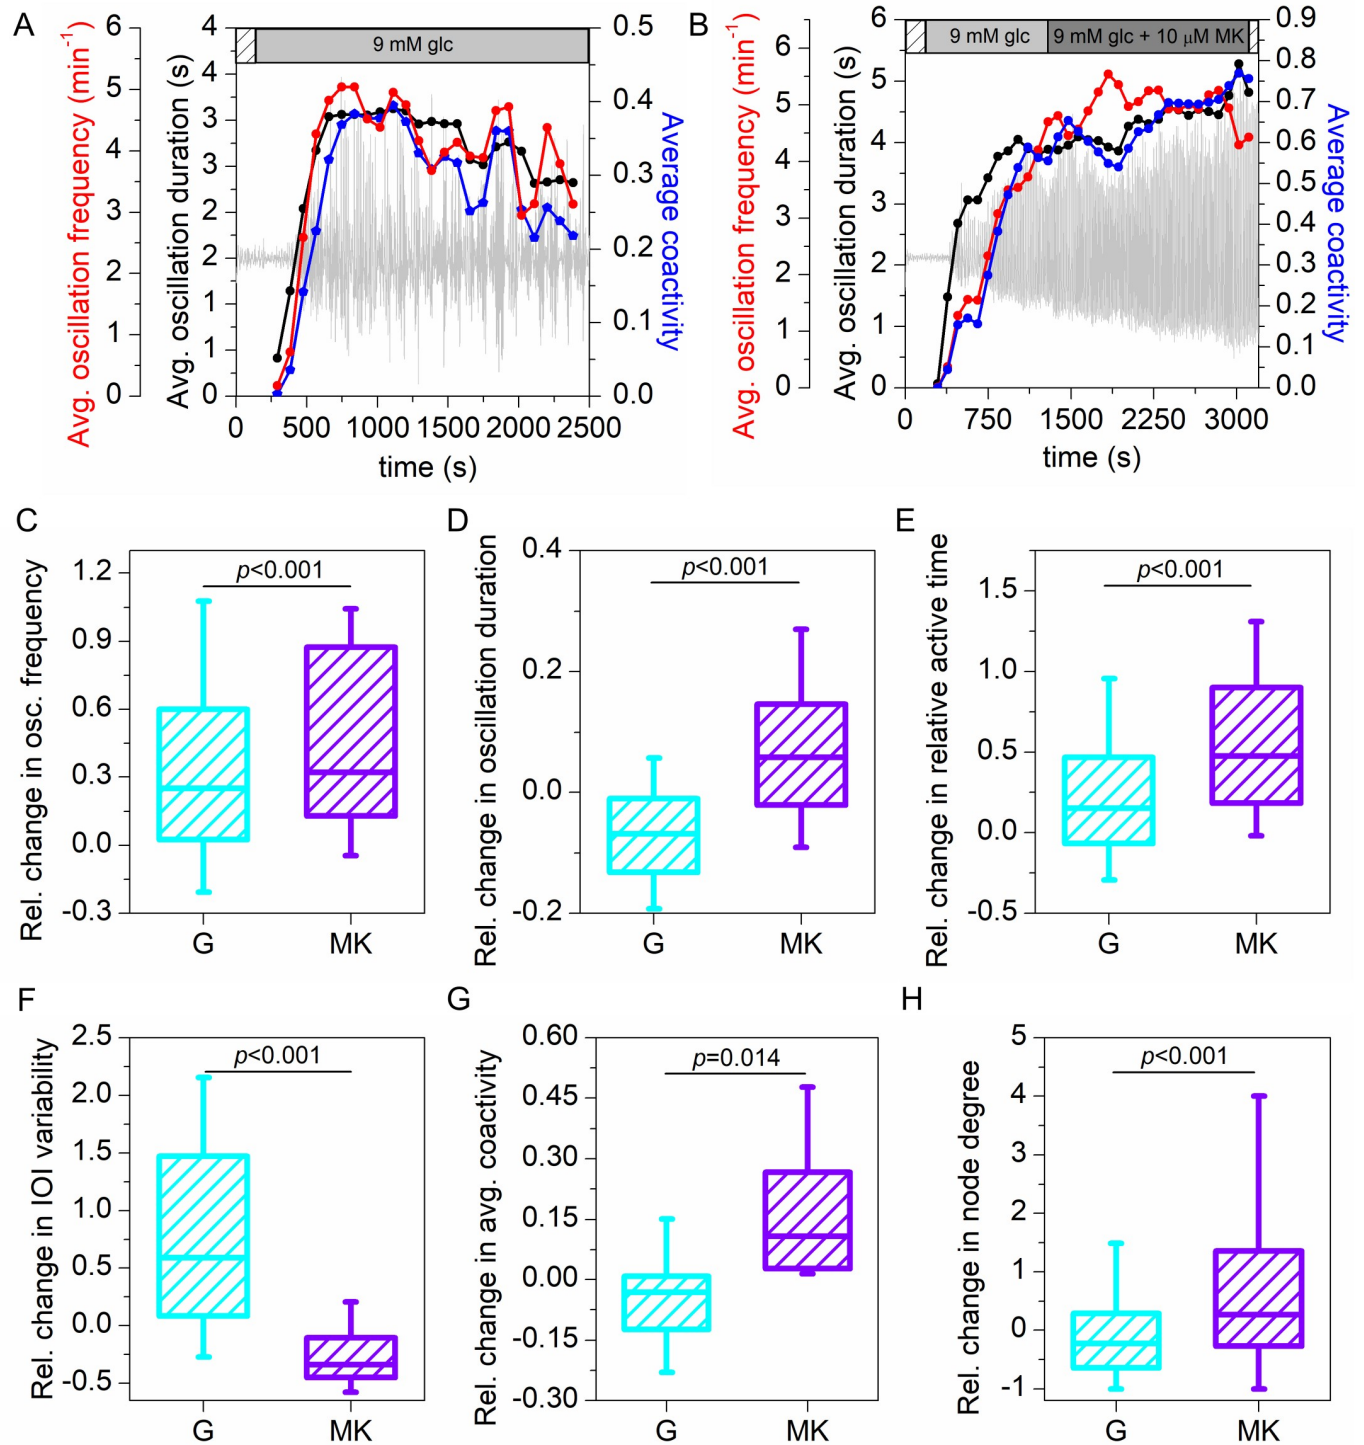 A
B
9 mM glc
9 mM glc
9 mM glc + 10 µM MK
Avg. oscillation frequency (min⁻¹)
6
5
4
3
2
1
0
Avg. oscillation duration (s)
4
4
3
3
2
2
1
1
0
0.5
0.4
0.3
0.2
0.1
0.0
Average coactivity
0 500 1000 1500 2000 2500
time (s)
Avg. oscillation frequency (min⁻¹)
6
5
4
3
2
1
0
Avg. oscillation duration (s)
6
5
4
3
2
1
0
0.9
0.8
0.7
0.6
0.5
0.4
0.3
0.2
0.1
0.0
Average coactivity
0 750 1500 2250 3000
time (s)
C
Rel. change in osc. frequency
1.2
0.9
0.6
0.3
0.0
-0.3
p<0.001
G MK
D
Rel. change in oscillation duration
0.4
0.2
0.0
-0.2
p<0.001
G MK
E
Rel. change in relative active time
1.5
1.0
0.5
0.0
-0.5
p<0.001
G MK
F
Rel. change in IOI variability
2.5
2.0
1.5
1.0
0.5
0.0
-0.5
p<0.001
G MK
G
Rel. change in avg. coactivity
0.60
0.45
0.30
0.15
0.00
-0.15
-0.30
p=0.014
G MK
H
Rel. change in node degree
5
4
3
2
1
0
-1
p<0.001
G MK